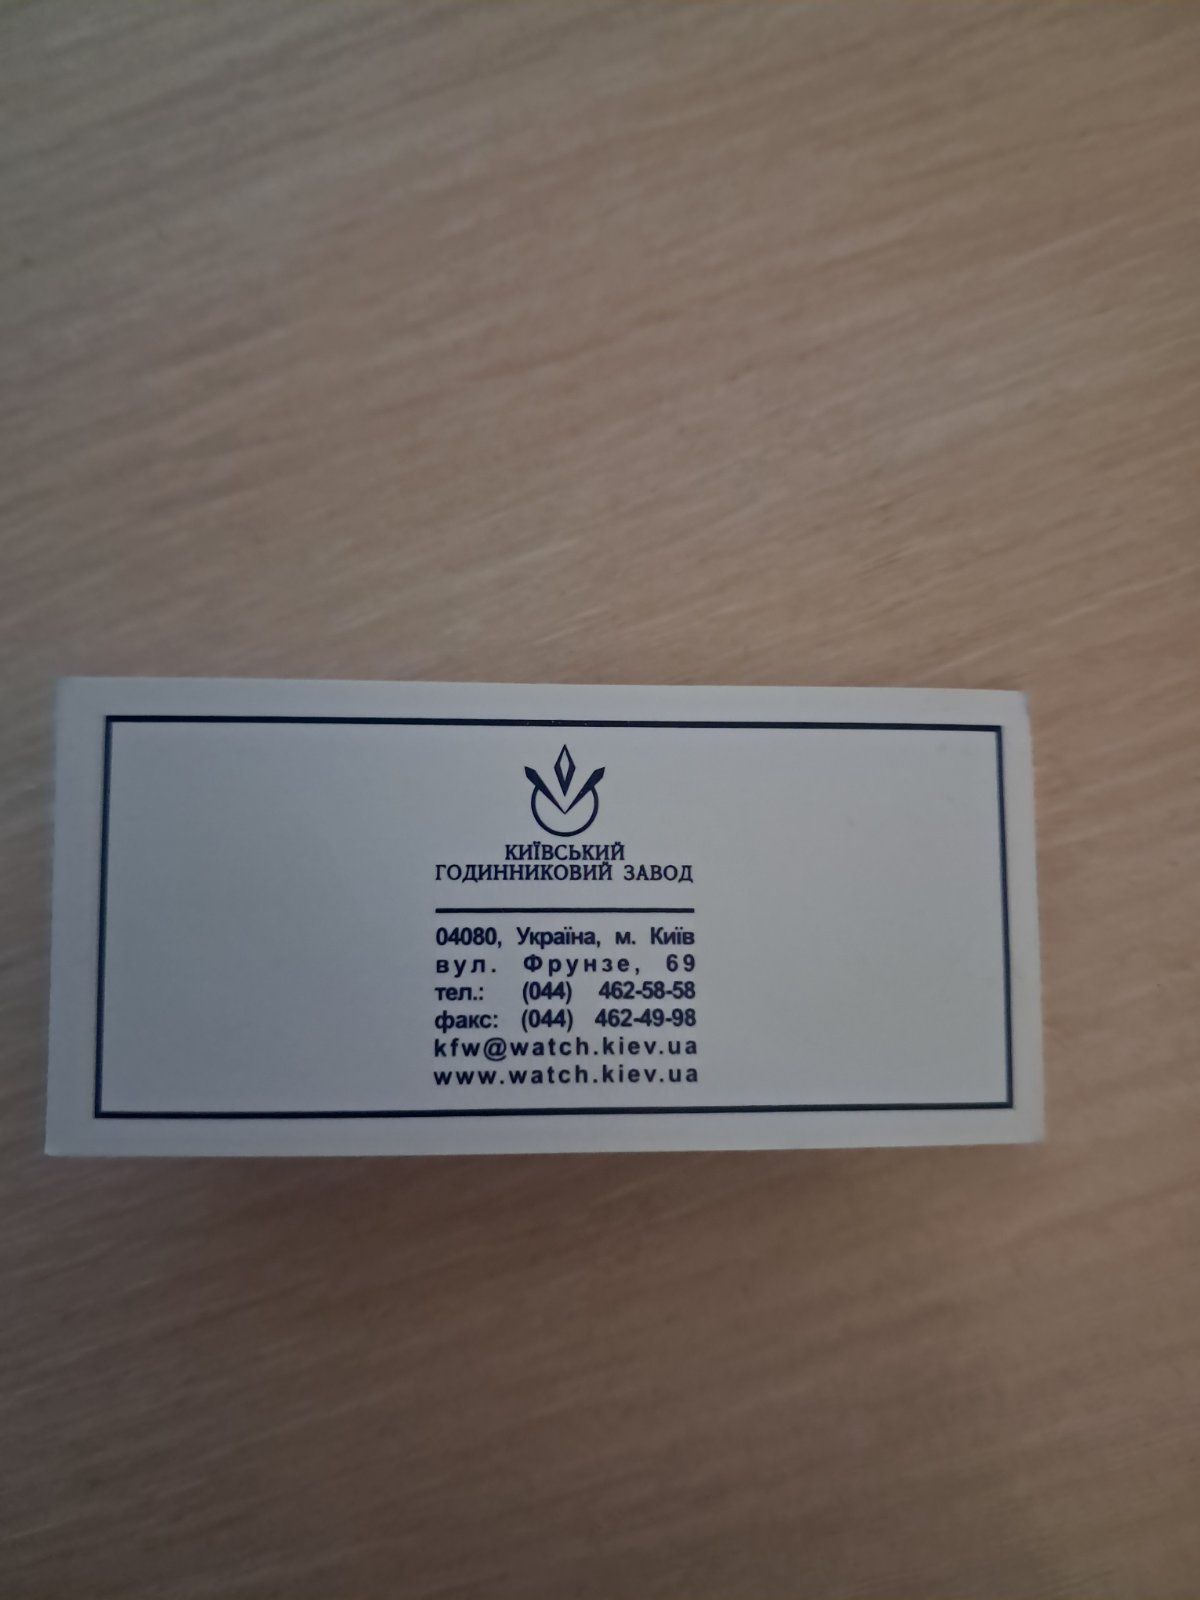 КИЇВСЬКИЙ
ГОДИННИКОВИЙ ЗАВОД
04080, Україна, м. Київ
вул. Фрунзе, 69
тел.: (044) 462-58-58
факс: (044) 462-49-98
kfw@watch.kiev.ua
www.watch.kiev.ua